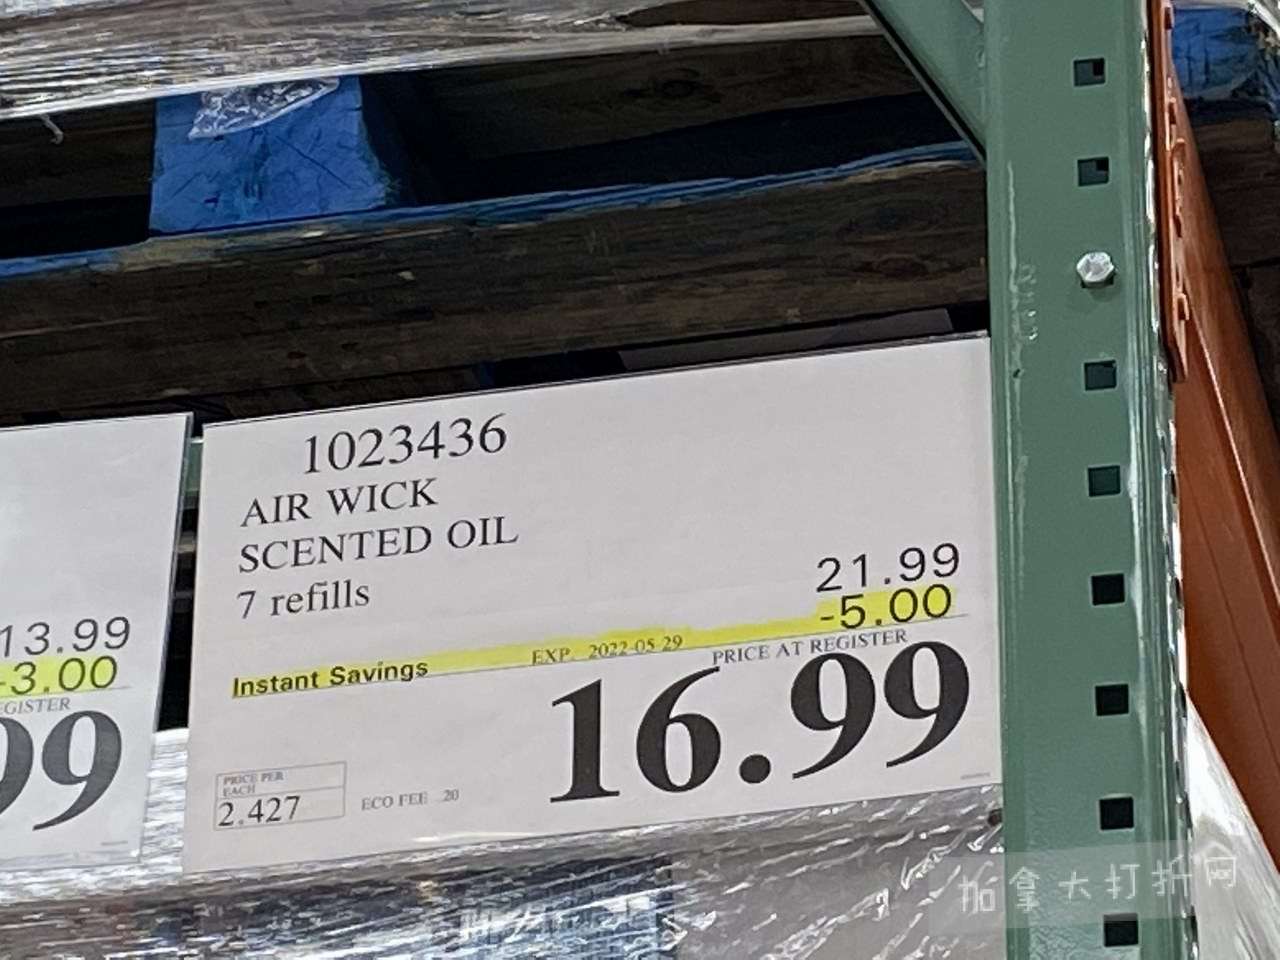 1023436
AIR WICK
SCENTED OIL
7 refills
21.99
-5.00
Instant Savings
EXP. 2022-05-29
PRICE AT REGISTER
16.99
PRICE PER
EACH
2.427
ECO FEE .20
13.99
-3.00
EGISTER
99
加拿大打折网